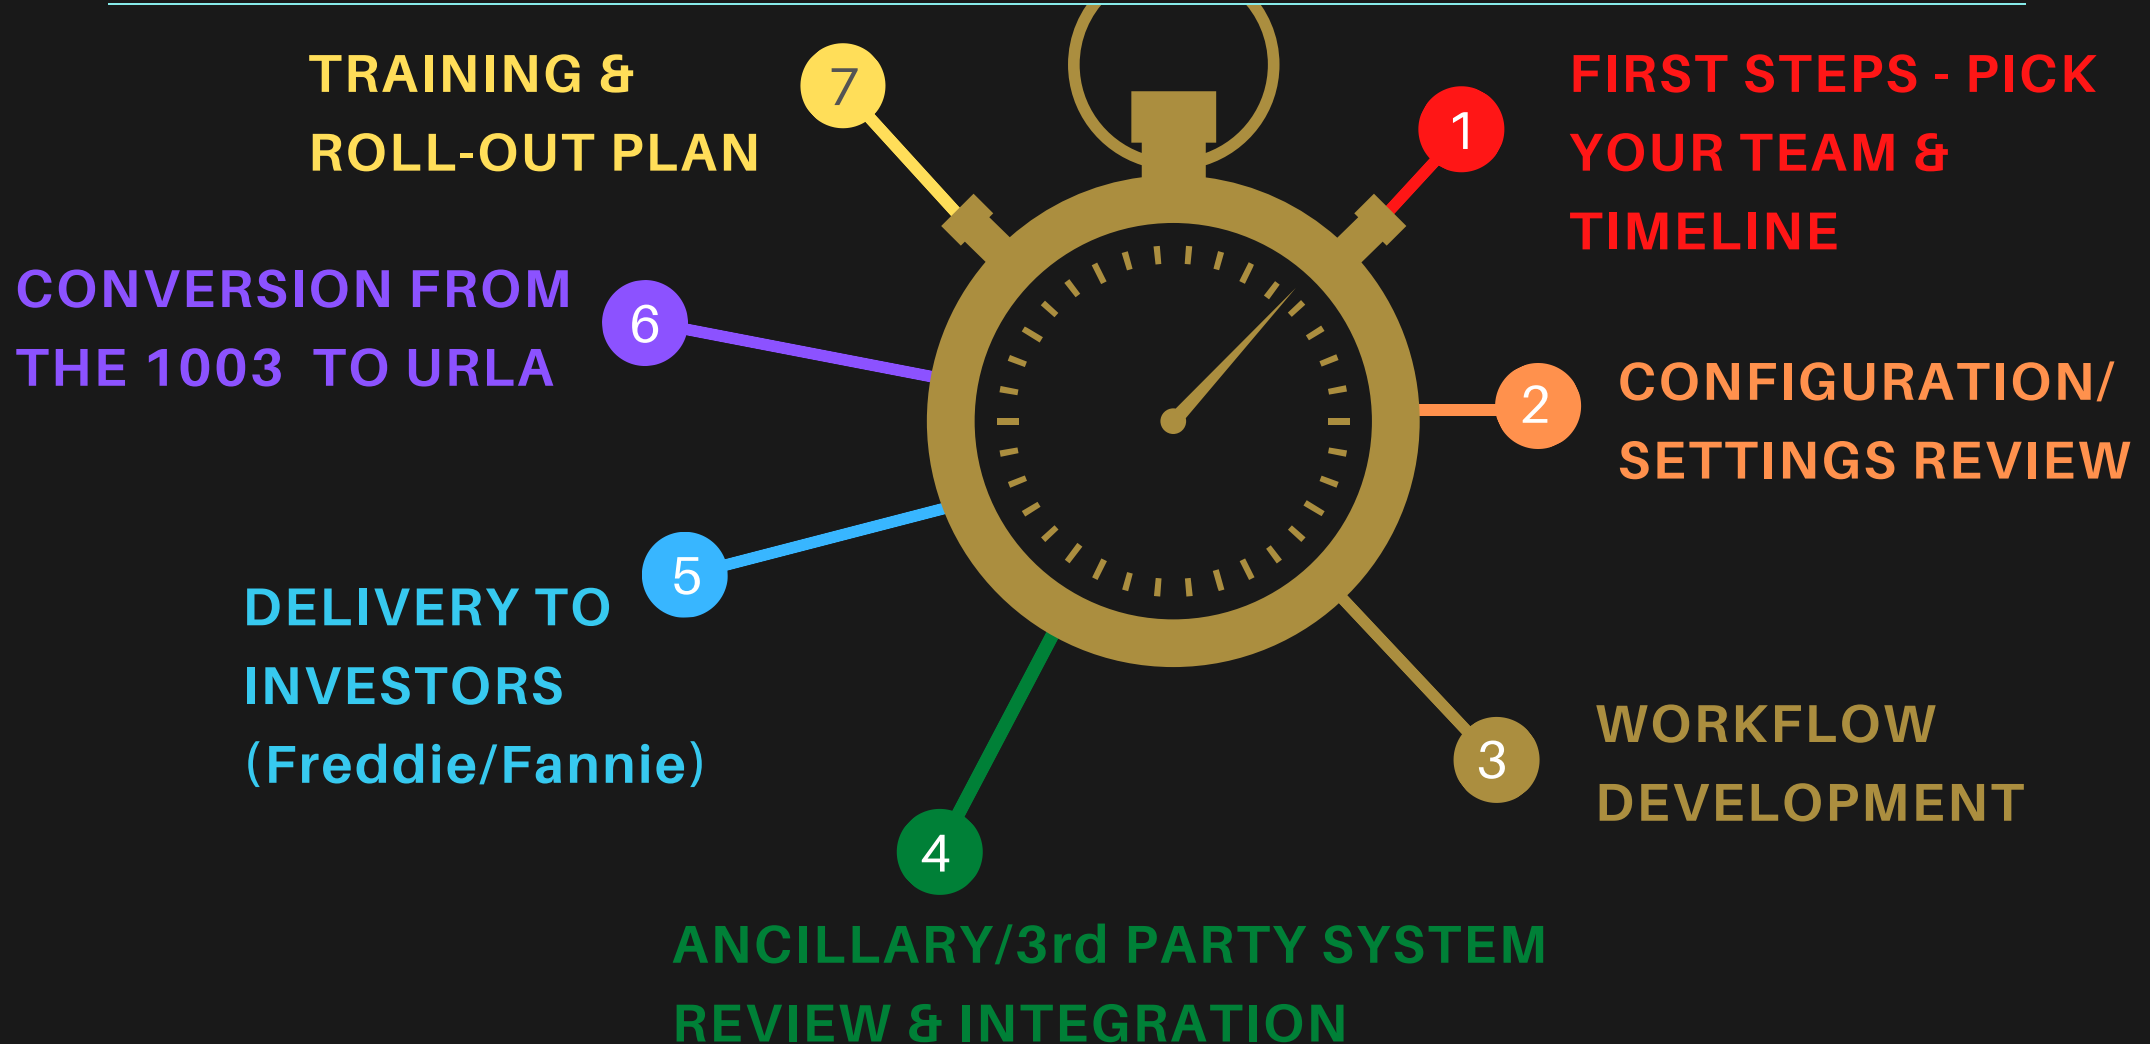 1
FIRST STEPS - PICK
YOUR TEAM &
TIMELINE
2
CONFIGURATION/
SETTINGS REVIEW
3
WORKFLOW
DEVELOPMENT
4
ANCILLARY/3rd PARTY SYSTEM
REVIEW & INTEGRATION
5
DELIVERY TO
INVESTORS
(Freddie/Fannie)
6
CONVERSION FROM
THE 1003  TO URLA
7
TRAINING &
ROLL-OUT PLAN